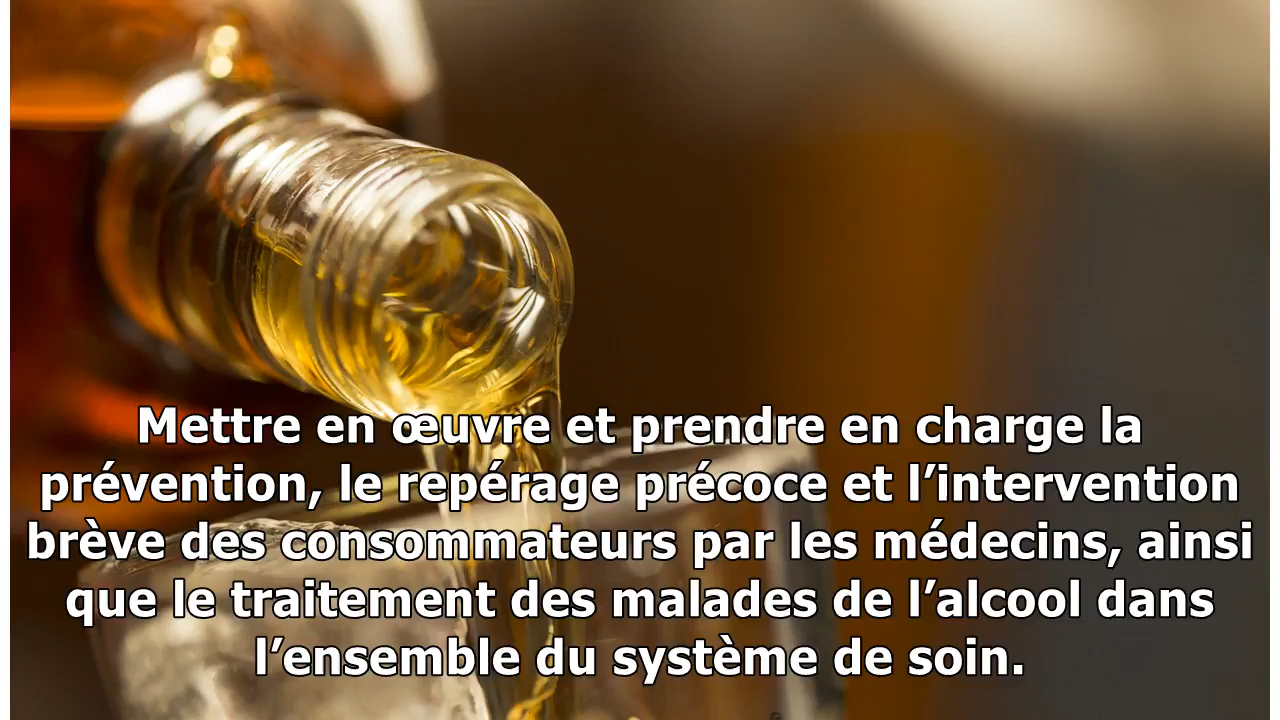 Mettre en œuvre et prendre en charge la
prévention, le repérage précoce et l’intervention
brève des consommateurs par les médecins, ainsi
que le traitement des malades de l’alcool dans
l’ensemble du système de soin.